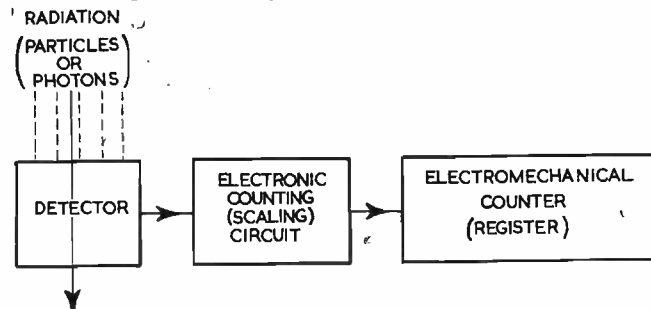 RADIATION
(PARTICLES
OR
PHOTONS)
DETECTOR
ELECTRONIC
COUNTING
(SCALING)
CIRCUIT
ELECTROMECHANICAL
COUNTER
(REGISTER)